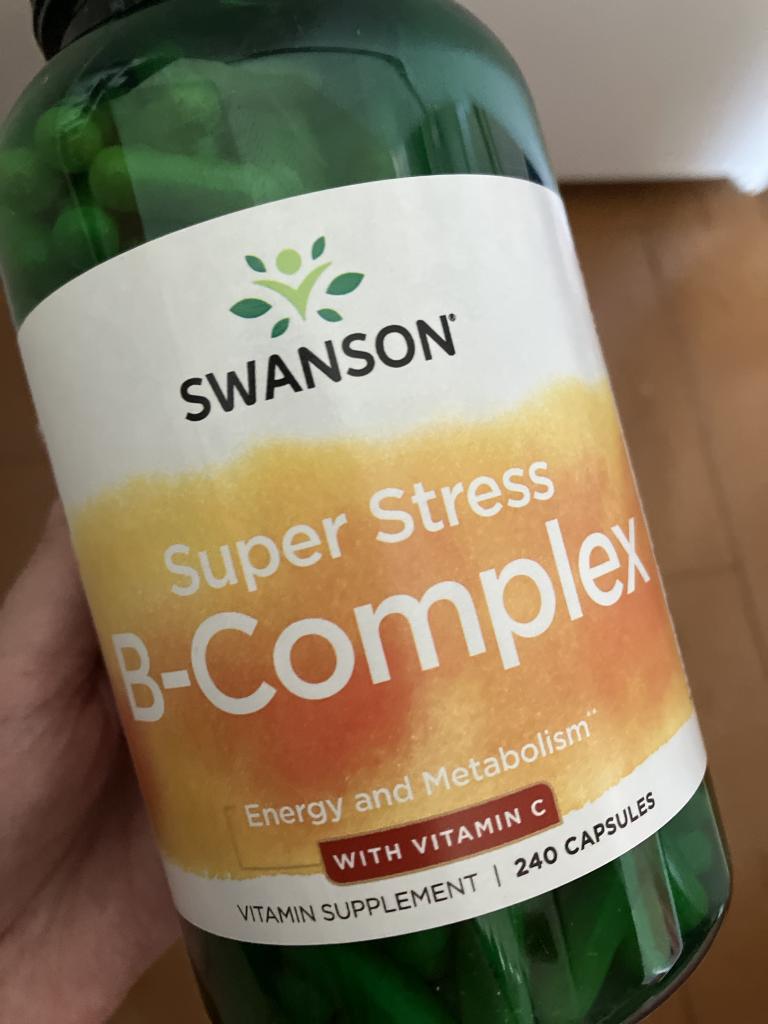 SWANSON®
Super Stress
B-Complex
Energy and Metabolism**
WITH VITAMIN C
VITAMIN SUPPLEMENT | 240 CAPSULES